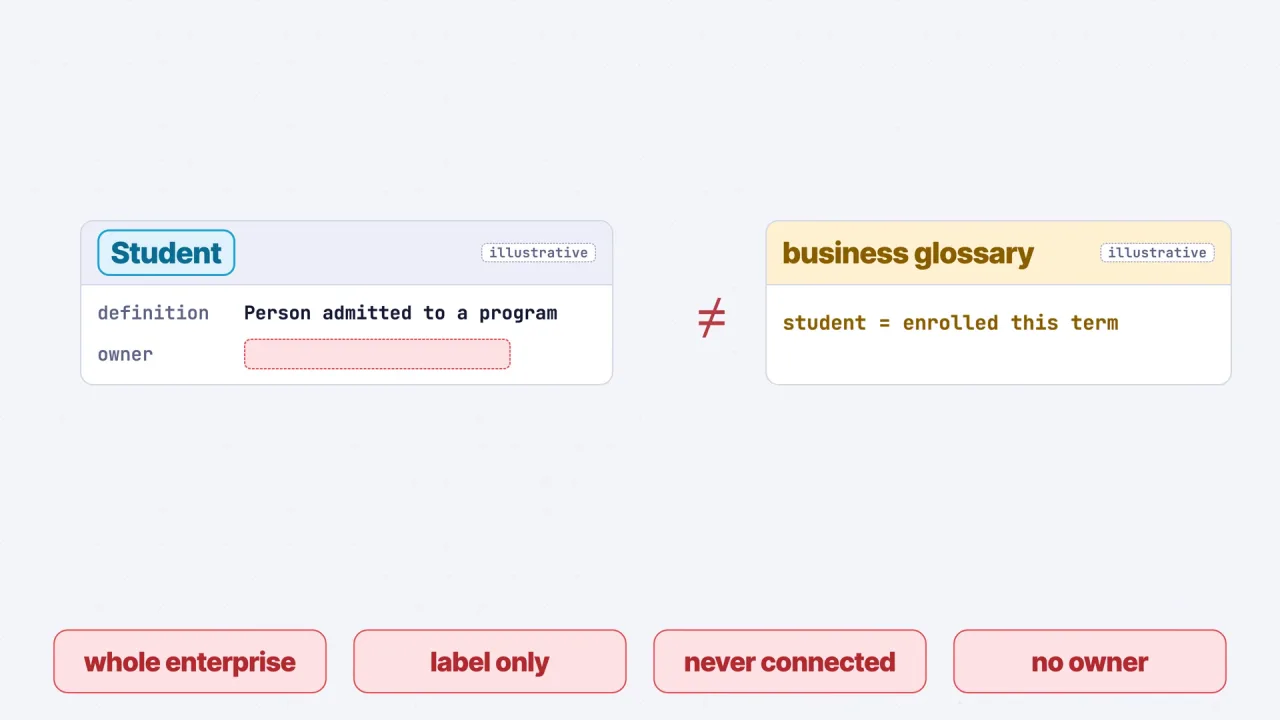 Student illustrative
definition Person admitted to a program
owner
≠
business glossary illustrative
student = enrolled this term
whole enterprise
label only
never connected
no owner